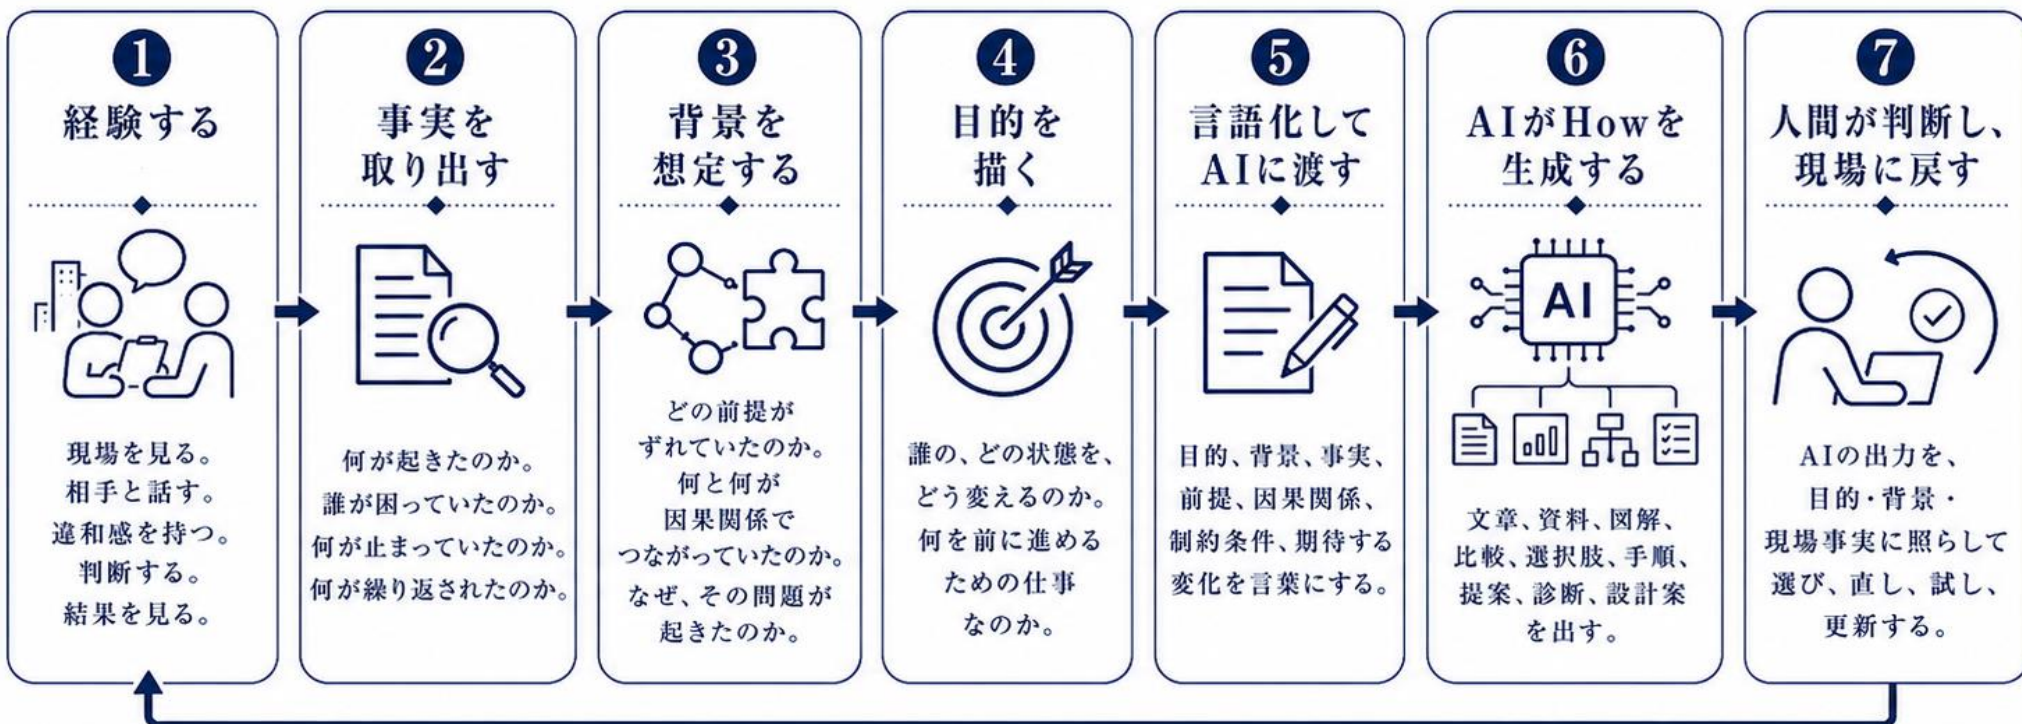 1
経験する
現場を見る。
相手と話す。
違和感を持つ。
判断する。
結果を見る。
2
事実を
取り出す
何が起きたのか。
誰が困っていたのか。
何が止まっていたのか。
何が繰り返されたのか。
3
背景を
想定する
どの前提が
ずれていたのか。
何と何が
因果関係で
つながっていたのか。
なぜ、その問題が
起きたのか。
4
目的を
描く
誰の、どの状態を、
どう変えるのか。
何を前に進める
ための仕事
なのか。
5
言語化して
AIに渡す
目的、背景、事実、
前提、因果関係、
制約条件、期待する
変化を言葉にする。
6
AIがHowを
生成する
AI
文章、資料、図解、
比較、選択肢、手順、
提案、診断、設計案
を出す。
7
人間が判断し、
現場に戻す
AIの出力を、
目的・背景・
現場事実に照らして
選び、直し、試し、
更新する。